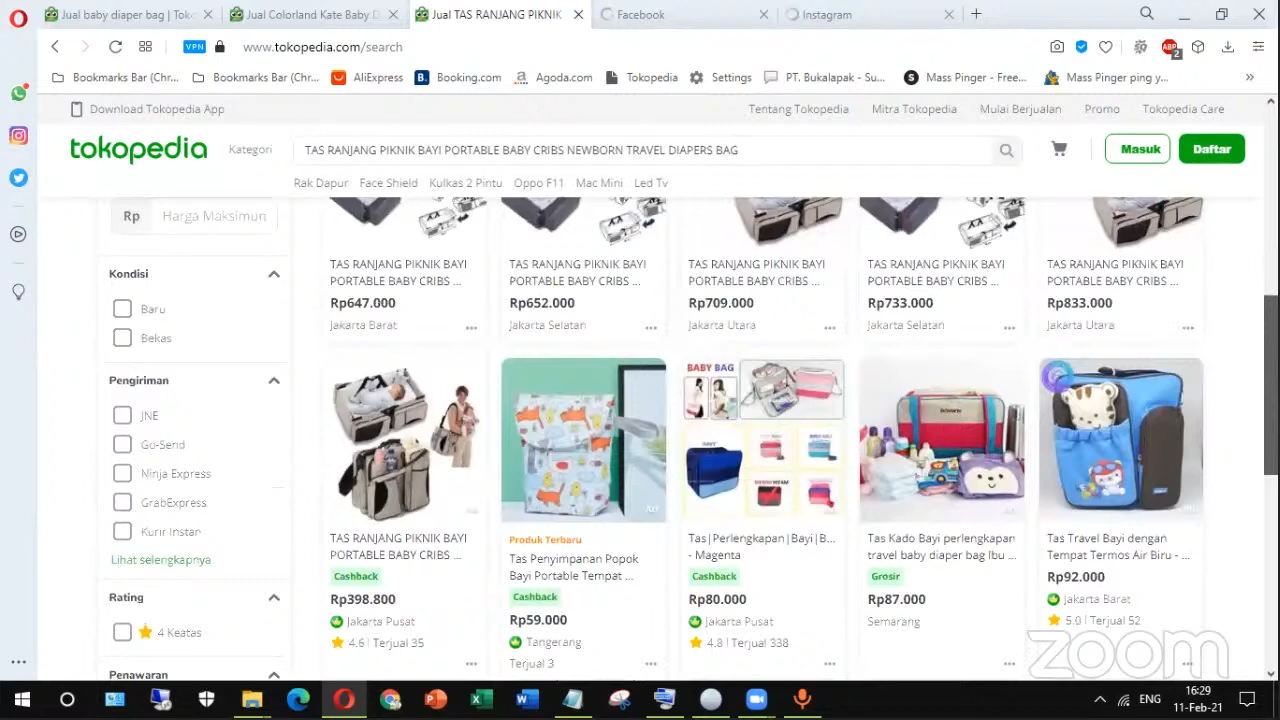 Jual baby diaper bag | Tok
Jual Colorland Kate Baby D
Jual TAS RANJANG PIKNIK
Facebook
Instagram
VPN
www.tokopedia.com/search
ABP
2
Bookmarks Bar (Chr...
Bookmarks Bar (Chr...
AliExpress
B.
Booking.com
a
Agoda.com
Tokopedia
Settings
PT. Bukalapak - Su...
S
Mass Pinger - Free...
Mass Pinger ping y...
»
Download Tokopedia App
Tentang Tokopedia
Mitra Tokopedia
Mulai Berjualan
Promo
Tokopedia Care
tokopedia
Kategori
TAS RANJANG PIKNIK BAYI PORTABLE BABY CRIBS NEWBORN TRAVEL DIAPERS BAG
Masuk
Daftar
Rak Dapur
Face Shield
Kulkas 2 Pintu
Oppo F11
Mac Mini
Led Tv
Rp
Harga Maksimun
Kondisi
Baru
Bekas
Pengiriman
JNE
Go-Send
Ninja Express
GrabExpress
Kurir Instan
Lihat selengkapnya
Rating
4 Keatas
Penawaran
TAS RANJANG PIKNIK BAYI
PORTABLE BABY CRIBS ...
Rp647.000
Jakarta Barat
TAS RANJANG PIKNIK BAYI
PORTABLE BABY CRIBS ...
Rp652.000
Jakarta Selatan
TAS RANJANG PIKNIK BAYI
PORTABLE BABY CRIBS ...
Rp709.000
Jakarta Utara
TAS RANJANG PIKNIK BAYI
PORTABLE BABY CRIBS ...
Rp733.000
Jakarta Selatan
TAS RANJANG PIKNIK BAYI
PORTABLE BABY CRIBS ...
Rp833.000
Jakarta Utara
TAS RANJANG PIKNIK BAYI
PORTABLE BABY CRIBS ...
Cashback
Rp398.800
Jakarta Pusat
4.6 | Terjual 35
Ad
Produk Terbaru
Tas Penyimpanan Popok
Bayi Portable Tempat ...
Cashback
Rp59.000
Tangerang
Terjual 3
BABY BAG
Tas|Perlengkapan|Bayi|B...
- Magenta
Cashback
Rp80.000
Jakarta Pusat
4.8 | Terjual 338
Tas Kado Bayi perlengkapan
travel baby diaper bag Ibu ...
Grosir
Rp87.000
Semarang
Tas Travel Bayi dengan
Tempat Termos Air Biru - ...
Rp92.000
Jakarta Barat
5.0 | Terjual 52
zoom
ENG
16:29
11-Feb-21